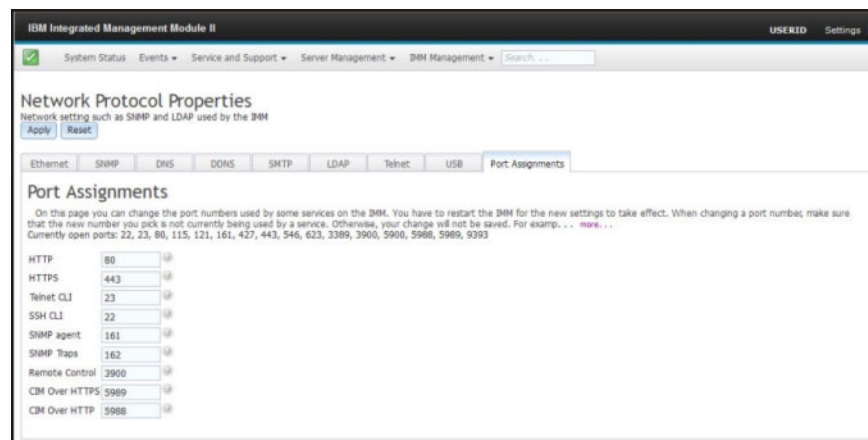 IBM Integrated Management Module II
USERID Settings
System Status Events Service and Support Server Management IMM Management Search...
Network Protocol Properties
Network setting such as SNMP and LDAP used by the IMM
Apply Reset
Ethernet SNMP DNS DDNS SMTP LDAP Telnet USB Port Assignments
Port Assignments
On this page you can change the port numbers used by some services on the IMM. You have to restart the IMM for the new settings to take effect. When changing a port number, make sure
that the new number you pick is not currently being used by a service. Otherwise, your change will not be saved. For examp... more...
Currently open ports: 22, 23, 80, 115, 121, 161, 427, 443, 546, 623, 3389, 3900, 5900, 5988, 5989, 9393
HTTP 80
HTTPS 443
Telnet CLI 23
SSH CLI 22
SNMP agent 161
SNMP Traps 162
Remote Control 3900
CIM Over HTTPS 5989
CIM Over HTTP 5988